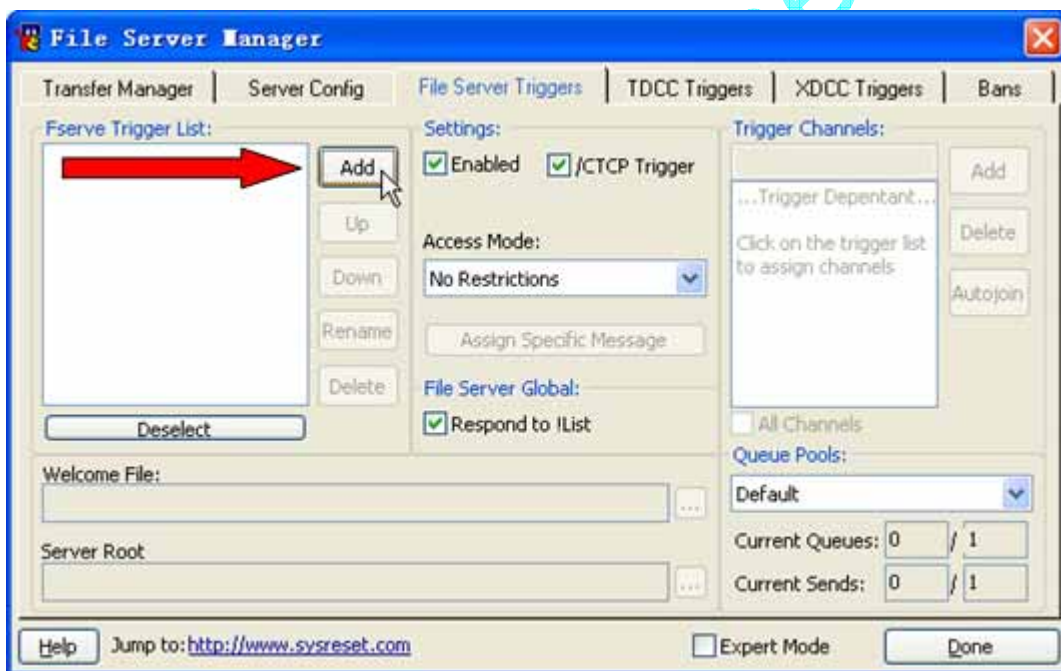 File Server Manager
Transfer Manager
Server Config
File Server Triggers
TDCC Triggers
XDCC Triggers
Bans
Fserve Trigger List:
Add
Up
Down
Rename
Delete
Deselect
Settings:
Enabled
/CTCP Trigger
Access Mode:
No Restrictions
Assign Specific Message
File Server Global:
Respond to !List
Trigger Channels:
Add
...Trigger Depentant...
Click on the trigger list
to assign channels
Delete
Autojoin
All Channels
Queue Pools:
Default
Current Queues: 0 / 1
Current Sends: 0 / 1
Welcome File:
...
Server Root
...
Help
Jump to: http://www.sysreset.com
Expert Mode
Done